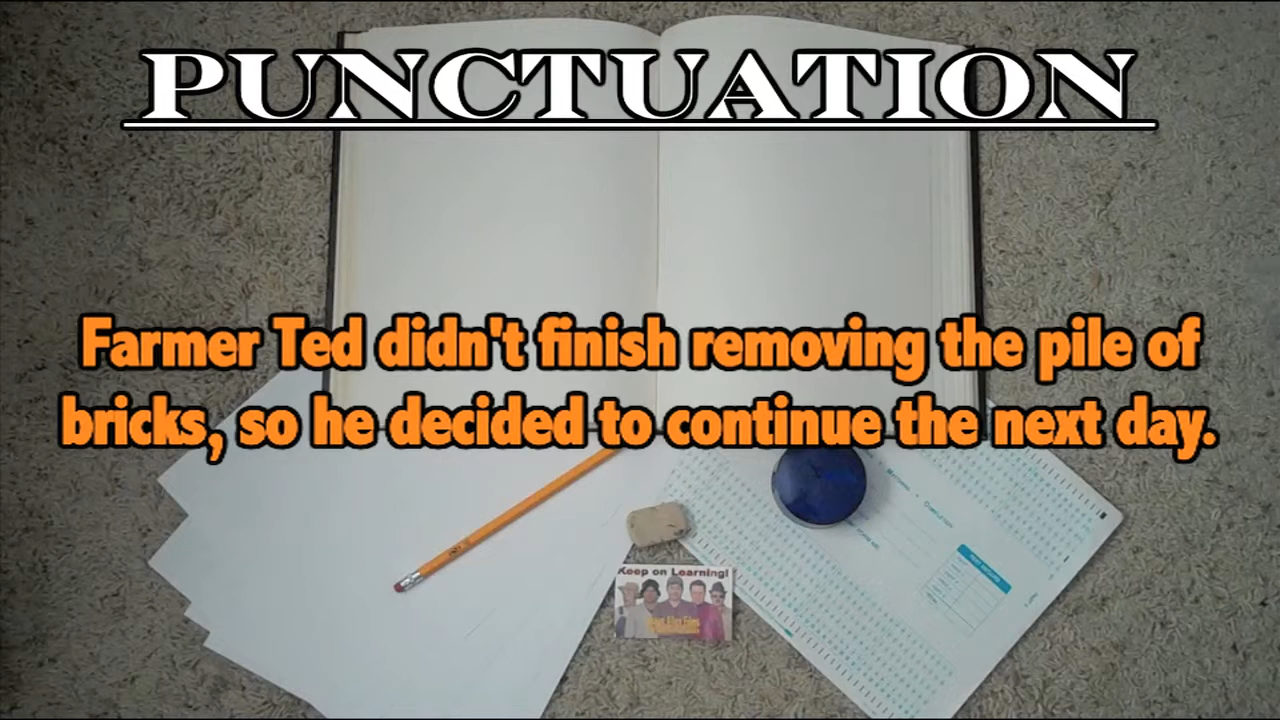 PUNCTUATION
Farmer Ted didn't finish removing the pile of
bricks, so he decided to continue the next day.
Keep on Learning!